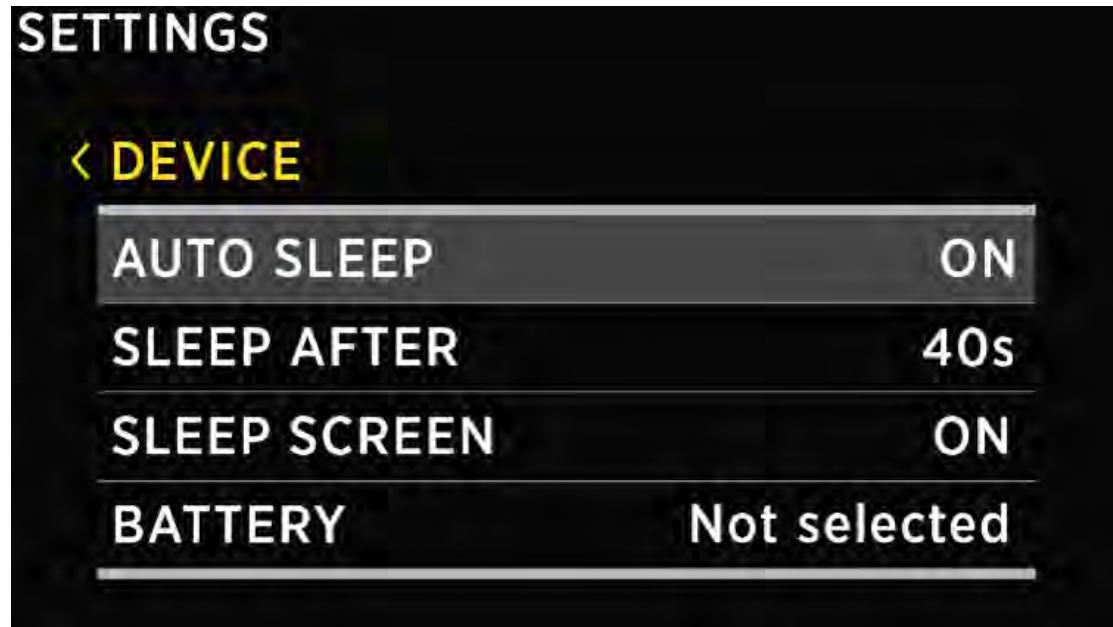 SETTINGS
< DEVICE
AUTO SLEEP ON
SLEEP AFTER 40s
SLEEP SCREEN ON
BATTERY Not selected